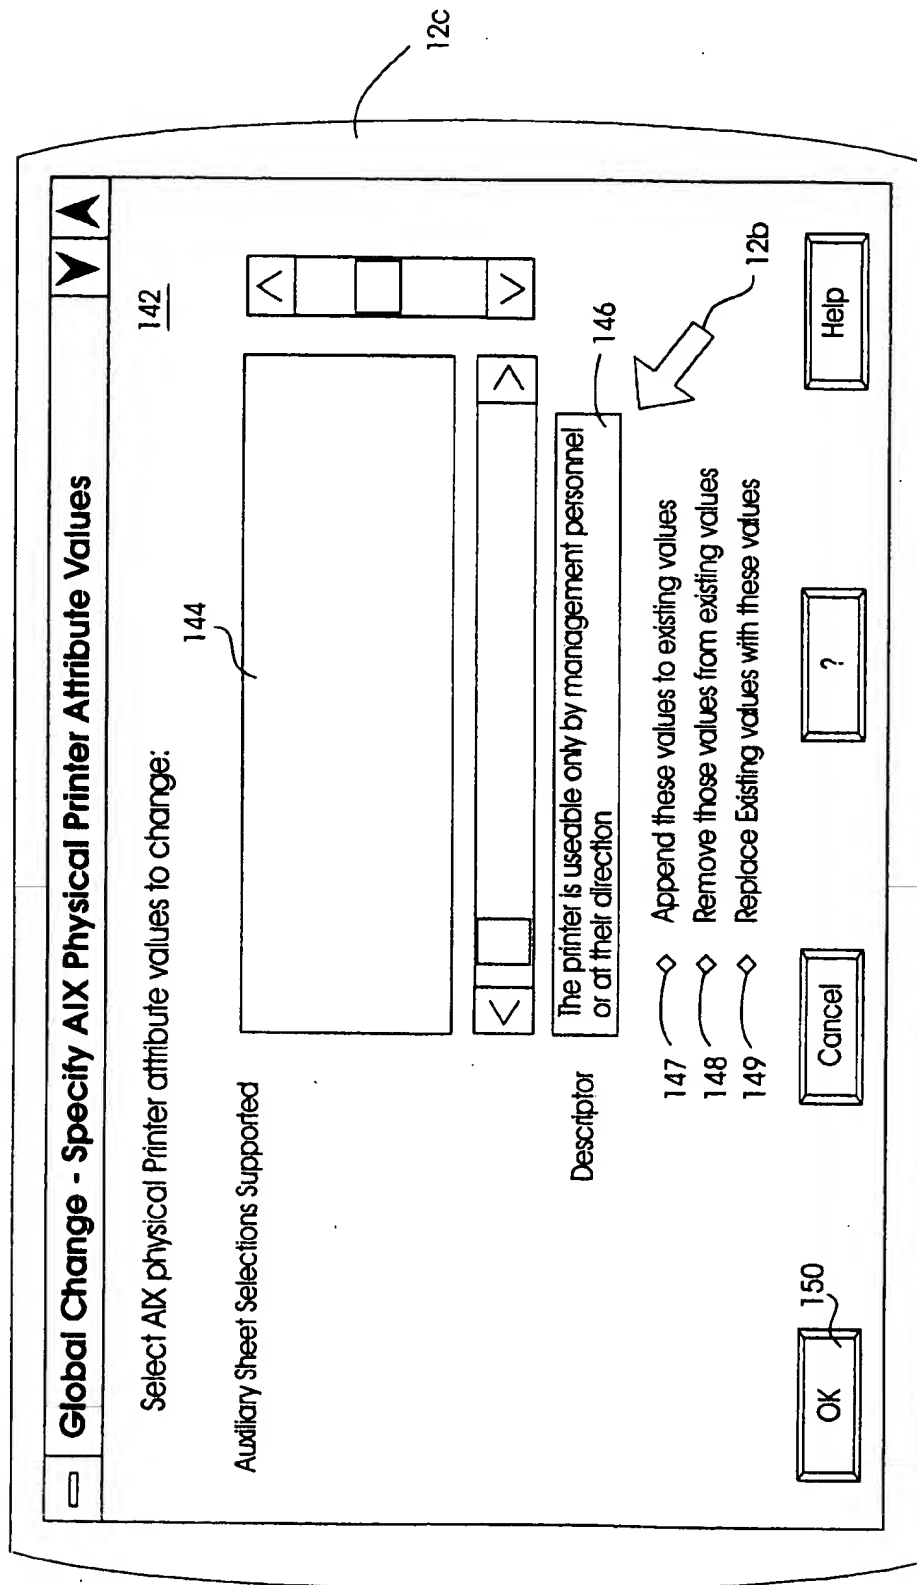 12c
Global Change - Specify AIX Physical Printer Attribute Values
Select AIX physical Printer attribute values to change:
142
144
Auxiliary Sheet Selections Supported
Descriptor
The printer is useable only by management personnel
or at their direction
146
12b
147
Append these values to existing values
148
Remove those values from existing values
149
Replace Existing values with these values
150
OK
Cancel
?
Help